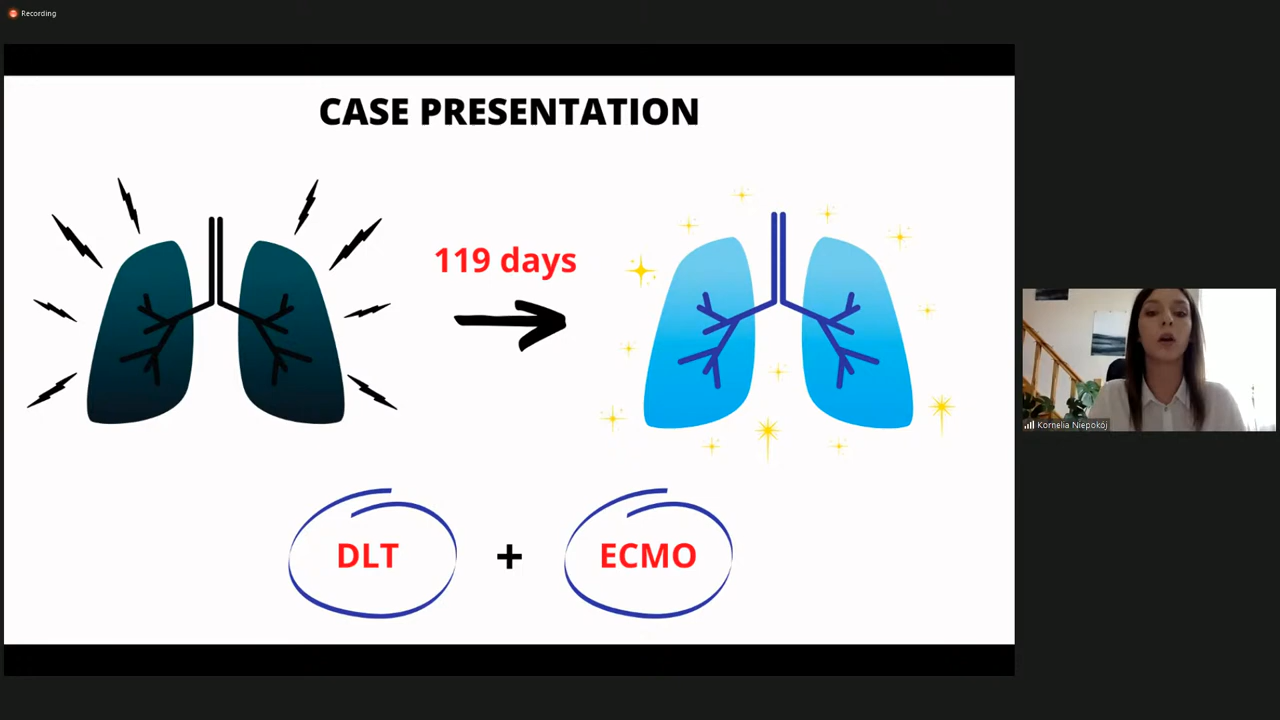 Recording
CASE PRESENTATION
119 days
DLT + ECMO
Kornelia Niepokój